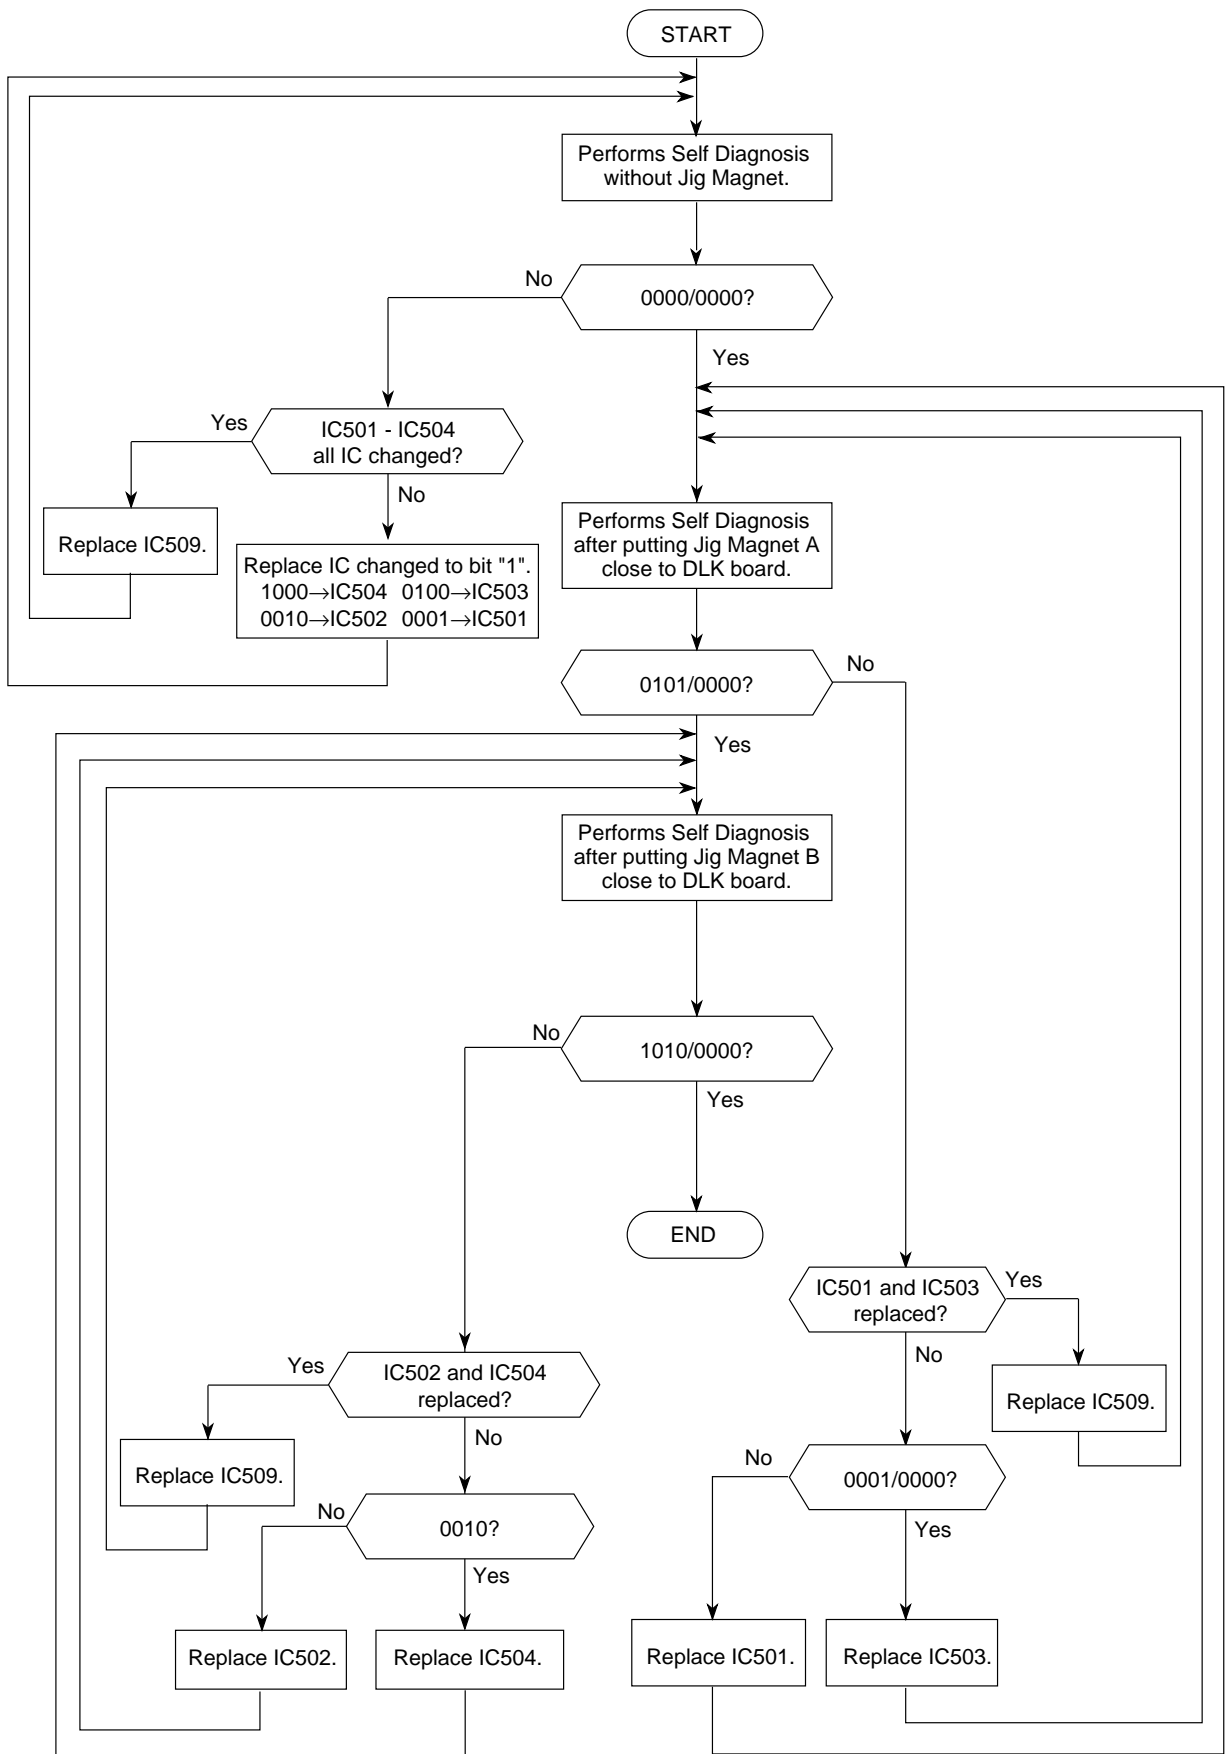 START
Performs Self Diagnosis
without Jig Magnet.
No
0000/0000?
Yes
Yes
IC501 - IC504
all IC changed?
No
Replace IC509.
Replace IC changed to bit "1".
1000→IC504 0100→IC503
0010→IC502 0001→IC501
Performs Self Diagnosis
after putting Jig Magnet A
close to DLK board.
No
0101/0000?
Yes
Performs Self Diagnosis
after putting Jig Magnet B
close to DLK board.
No
1010/0000?
Yes
END
IC501 and IC503
replaced?
Yes
No
Replace IC509.
Yes
IC502 and IC504
replaced?
No
Replace IC509.
No
0001/0000?
Yes
No
0010?
Yes
Replace IC502.
Replace IC504.
Replace IC501.
Replace IC503.